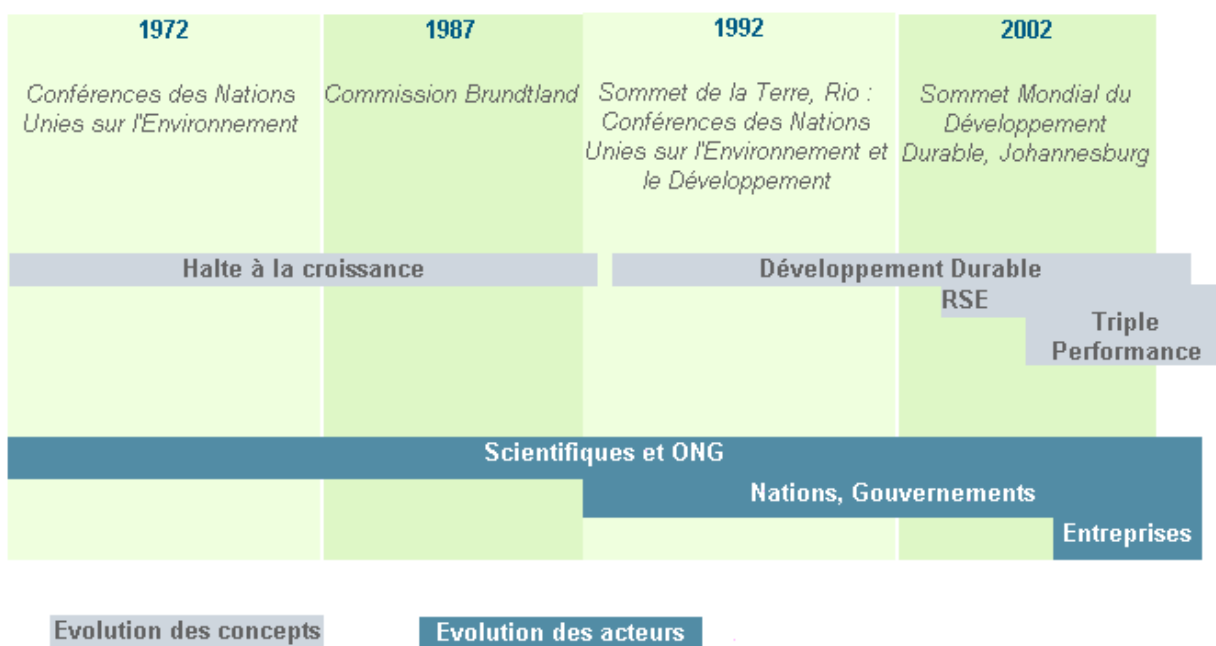 1972
1987
1992
2002
Conférences des Nations
Unies sur l'Environnement
Commission Brundtland
Sommet de la Terre, Rio :
Conférences des Nations
Unies sur l'Environnement et
le Développement
Sommet Mondial du
Développement
Durable, Johannesburg
Halte à la croissance
Développement Durable
RSE
Triple
Performance
Scientifiques et ONG
Nations, Gouvernements
Entreprises
Evolution des concepts
Evolution des acteurs